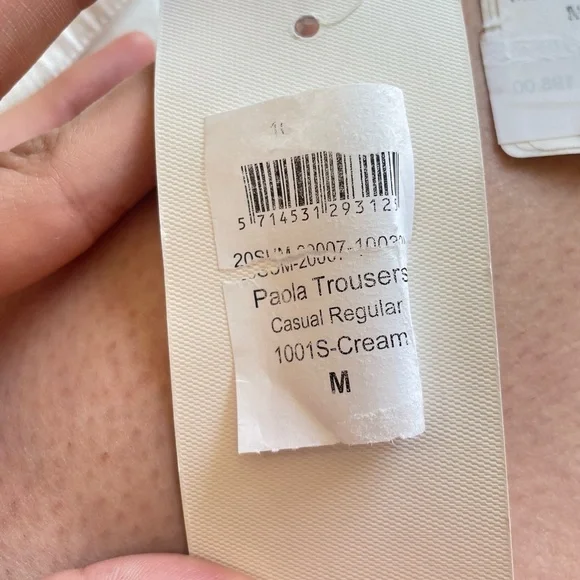 11
5 714531 293125
Paola Trousers
Casual Regular
1001S-Cream
M